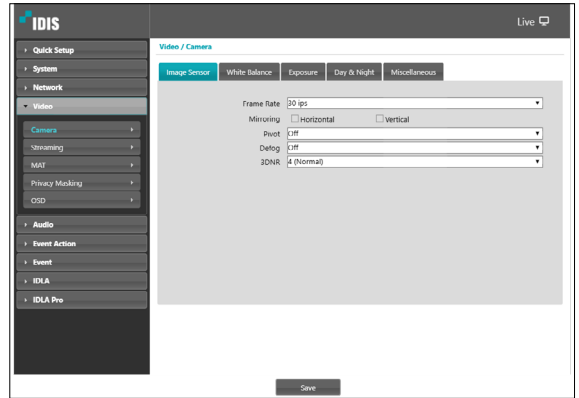 IDIS
Live
Quick Setup
System
Network
Video
Camera
Streaming
MAT
Privacy Masking
OSD
Audio
Event Action
Event
IDLA
IDLA Pro
Video / Camera
Image Sensor White Balance Exposure Day & Night Miscellaneous
Frame Rate 30 ips
Mirroring Horizontal Vertical
Pivot Off
Defog Off
3DNR 4 (Normal)
Save